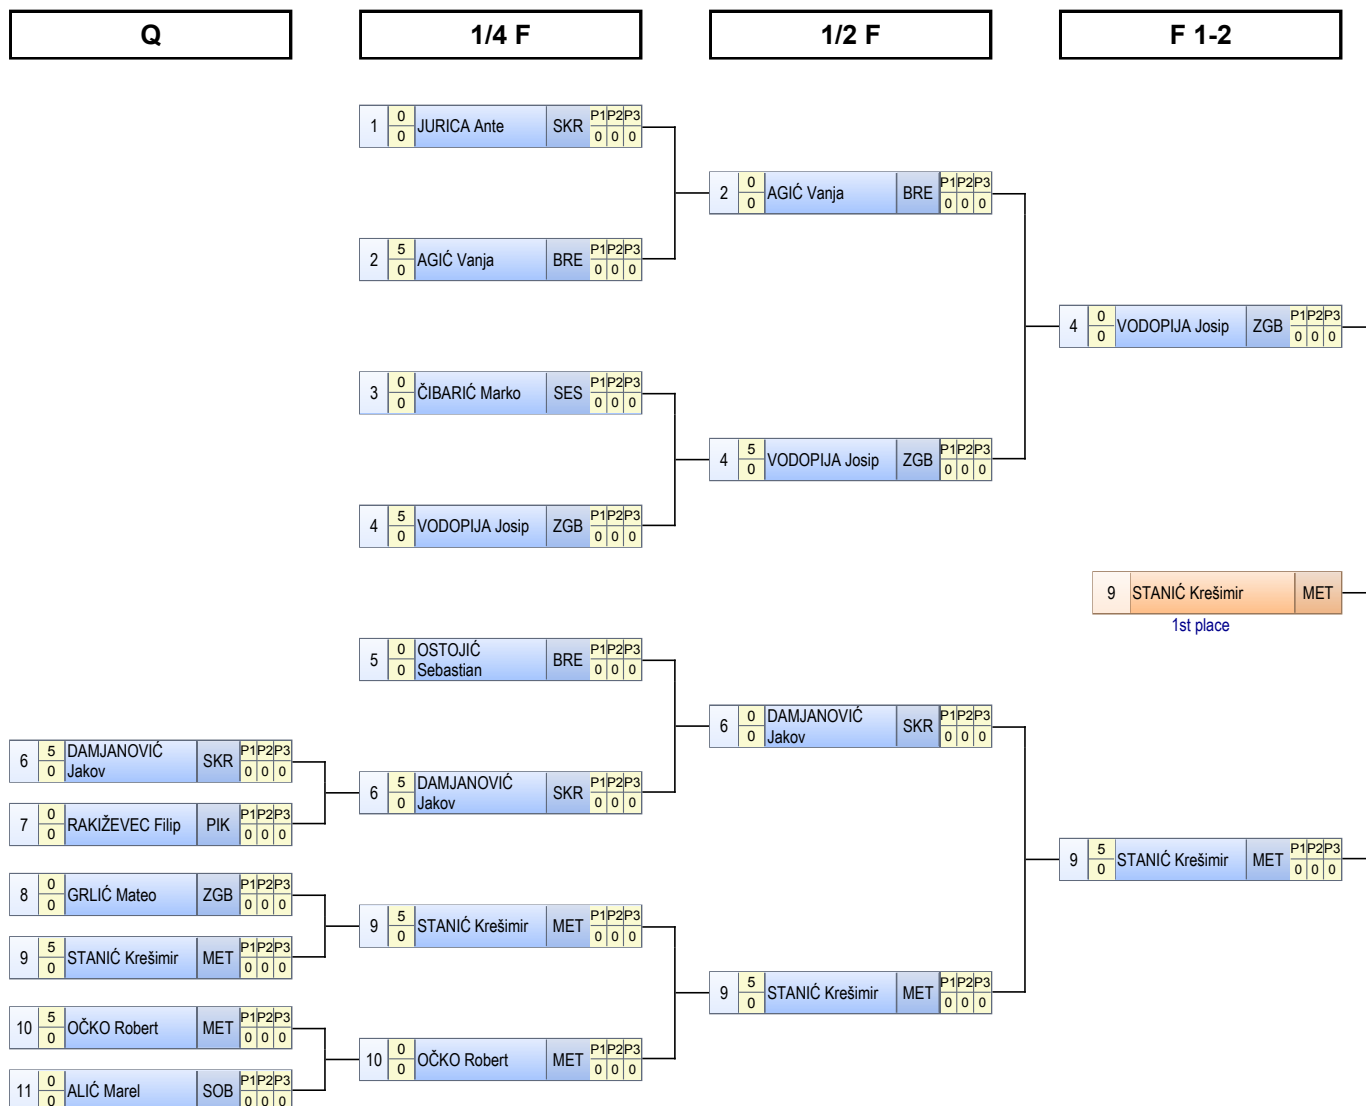 Q 1/4 F 1/2 F F 1-2
1 0 JURICA Ante SKR P1 P2 P3
0 0 0 0
2 0 AGIĆ Vanja BRE P1 P2 P3
0 0 0 0
2 5 AGIĆ Vanja BRE P1 P2 P3
0 0 0 0
4 0 VODOPIJA Josip ZGB P1 P2 P3
0 0 0 0
3 0 ČIBARIĆ Marko SES P1 P2 P3
0 0 0 0
4 5 VODOPIJA Josip ZGB P1 P2 P3
0 0 0 0
4 5 VODOPIJA Josip ZGB P1 P2 P3
0 0 0 0
9 STANIĆ Krešimir MET
1st place
5 0 OSTOJIĆ BRE P1 P2 P3
0 Sebastian 0 0 0
6 0 DAMJANOVIĆ SKR P1 P2 P3
0 Jakov 0 0 0
6 5 DAMJANOVIĆ SKR P1 P2 P3
0 Jakov 0 0 0
6 5 DAMJANOVIĆ SKR P1 P2 P3
0 Jakov 0 0 0
7 0 RAKIŽEVEC Filip PIK P1 P2 P3
0 0 0 0
9 5 STANIĆ Krešimir MET P1 P2 P3
0 0 0 0
8 0 GRLIĆ Mateo ZGB P1 P2 P3
0 0 0 0
9 5 STANIĆ Krešimir MET P1 P2 P3
0 0 0 0
9 5 STANIĆ Krešimir MET P1 P2 P3
0 0 0 0
9 5 STANIĆ Krešimir MET P1 P2 P3
0 0 0 0
10 5 OČKO Robert MET P1 P2 P3
0 0 0 0
10 0 OČKO Robert MET P1 P2 P3
0 0 0 0
11 0 ALIĆ Marel SOB P1 P2 P3
0 0 0 0